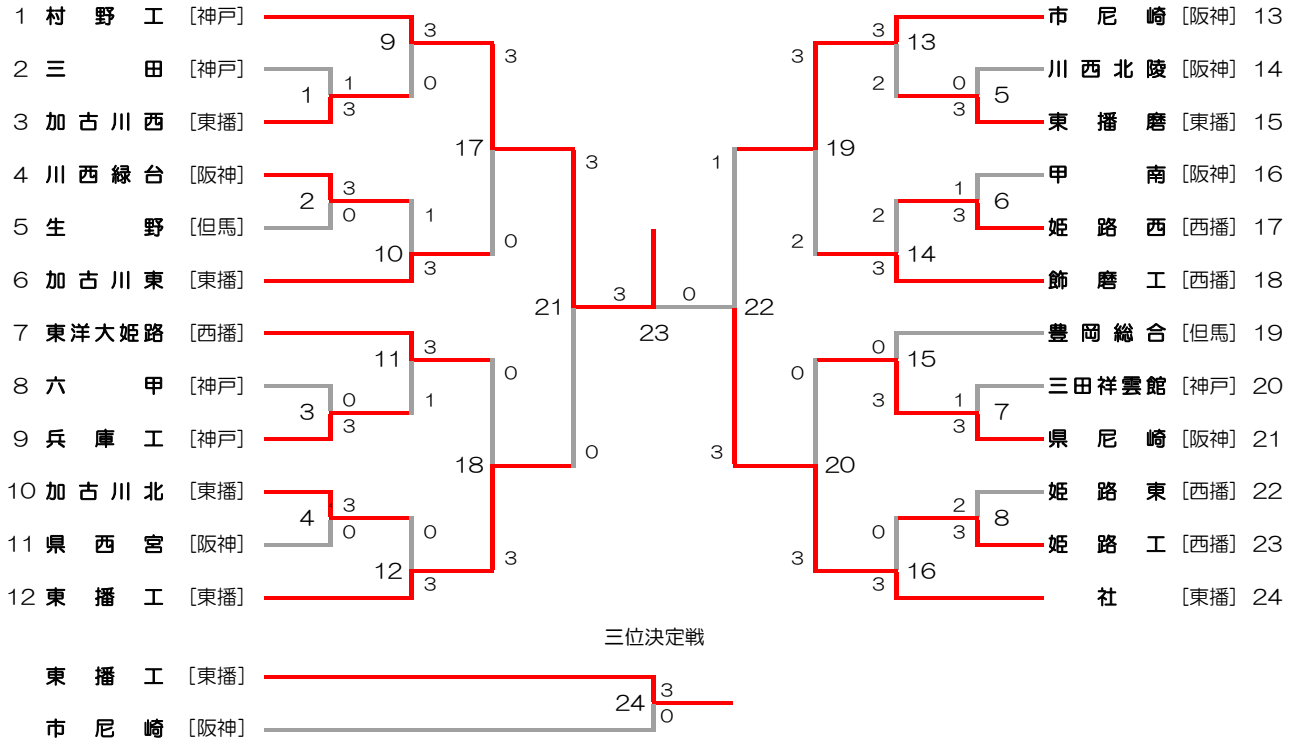 1 村野工 [神戸] 3 3 市尼崎 [阪神] 13
9 13
3 3
2 三田 [神戸] 1 0 2 0 川西北陵 [阪神] 14
1 5
3 加古川西 [東播] 3 3 東播磨 [東播] 15
17 19
4 川西緑台 [阪神] 3 3 1 1 甲南 [阪神] 16
2 6
5 生野 [但馬] 0 1 2 3 姫路西 [西播] 17
0 2
10 14
6 加古川東 [東播] 3 3 飾磨工 [西播] 18
3 0
21 22
23
7 東洋大姫路 [西播] 3 0 豊岡総合 [但馬] 19
11 15
0 0
8 六甲 [神戸] 0 1 3 1 三田祥雲館 [神戸] 20
3 7
9 兵庫工 [神戸] 3 3 県尼崎 [阪神] 21
0 3
18 20
10 加古川北 [東播] 3 2 姫路東 [西播] 22
4 8
11 県西宮 [阪神] 0 0 0 3 姫路工 [西播] 23
3 3
12 16
12 東播工 [東播] 3 3 社 [東播] 24
三位決定戦
東播工 [東播] 3
24
市尼崎 [阪神] 0